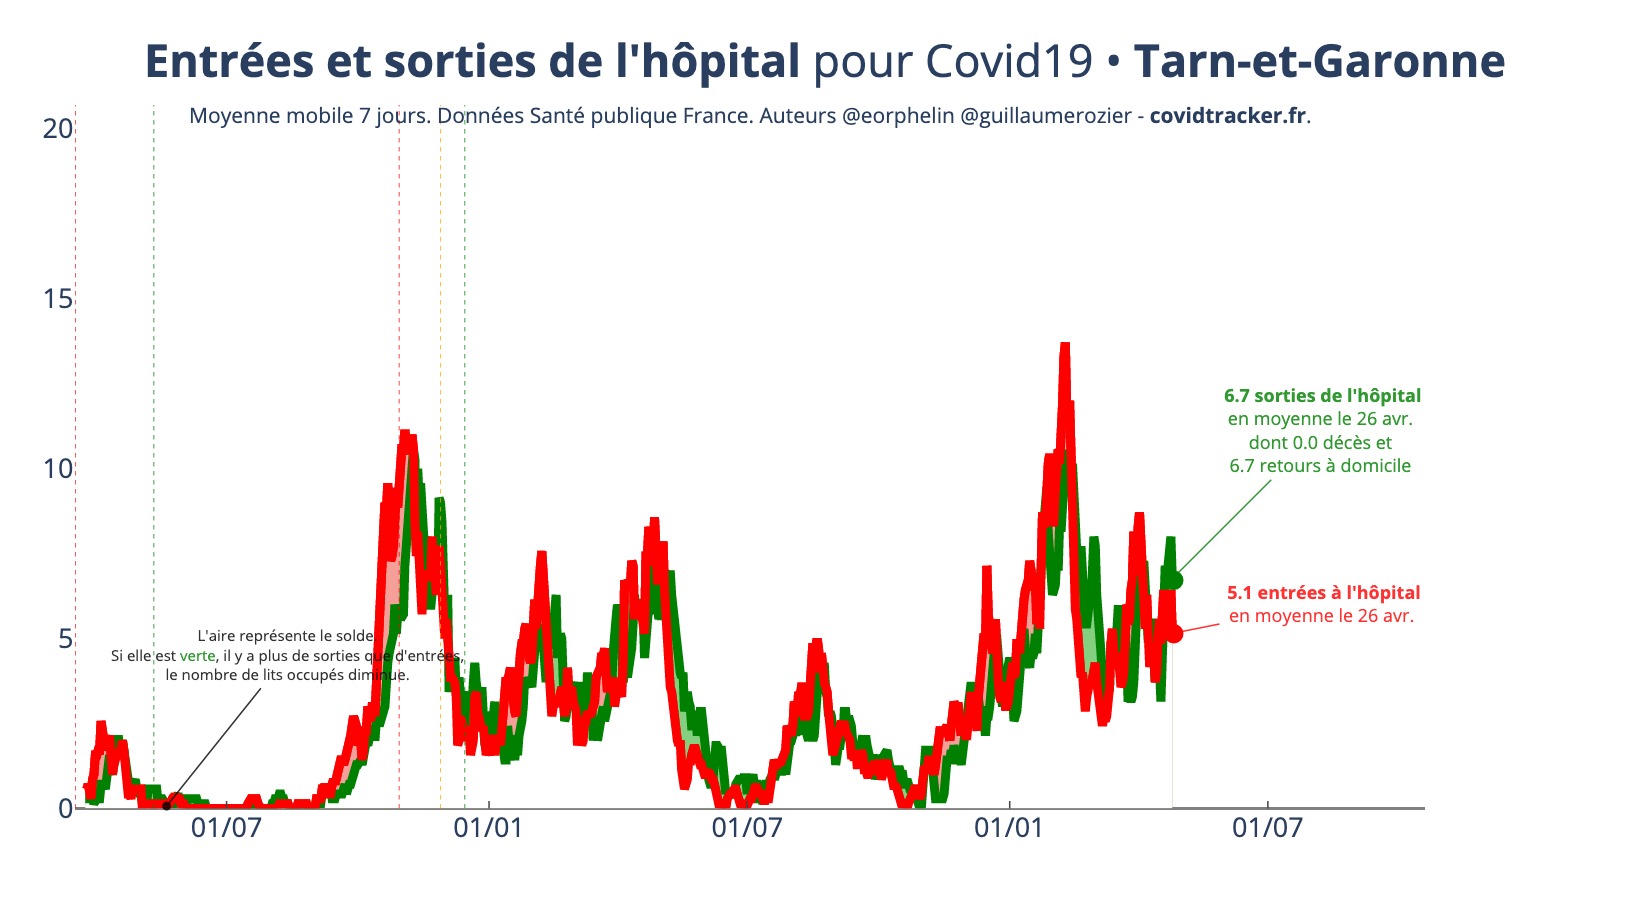 Entrées et sorties de l'hôpital pour Covid19 • Tarn-et-Garonne
Moyenne mobile 7 jours. Données Santé publique France. Auteurs @eorphelin @guillaumerozier - covidtracker.fr.
20
15
10
5
0
6.7 sorties de l'hôpital
en moyenne le 26 avr.
dont 0.0 décès et
6.7 retours à domicile
5.1 entrées à l'hôpital
en moyenne le 26 avr.
L'aire représente le solde.
Si elle est verte, il y a plus de sorties que d'entrées,
le nombre de lits occupés diminue.
01/07
01/01
01/07
01/01
01/07